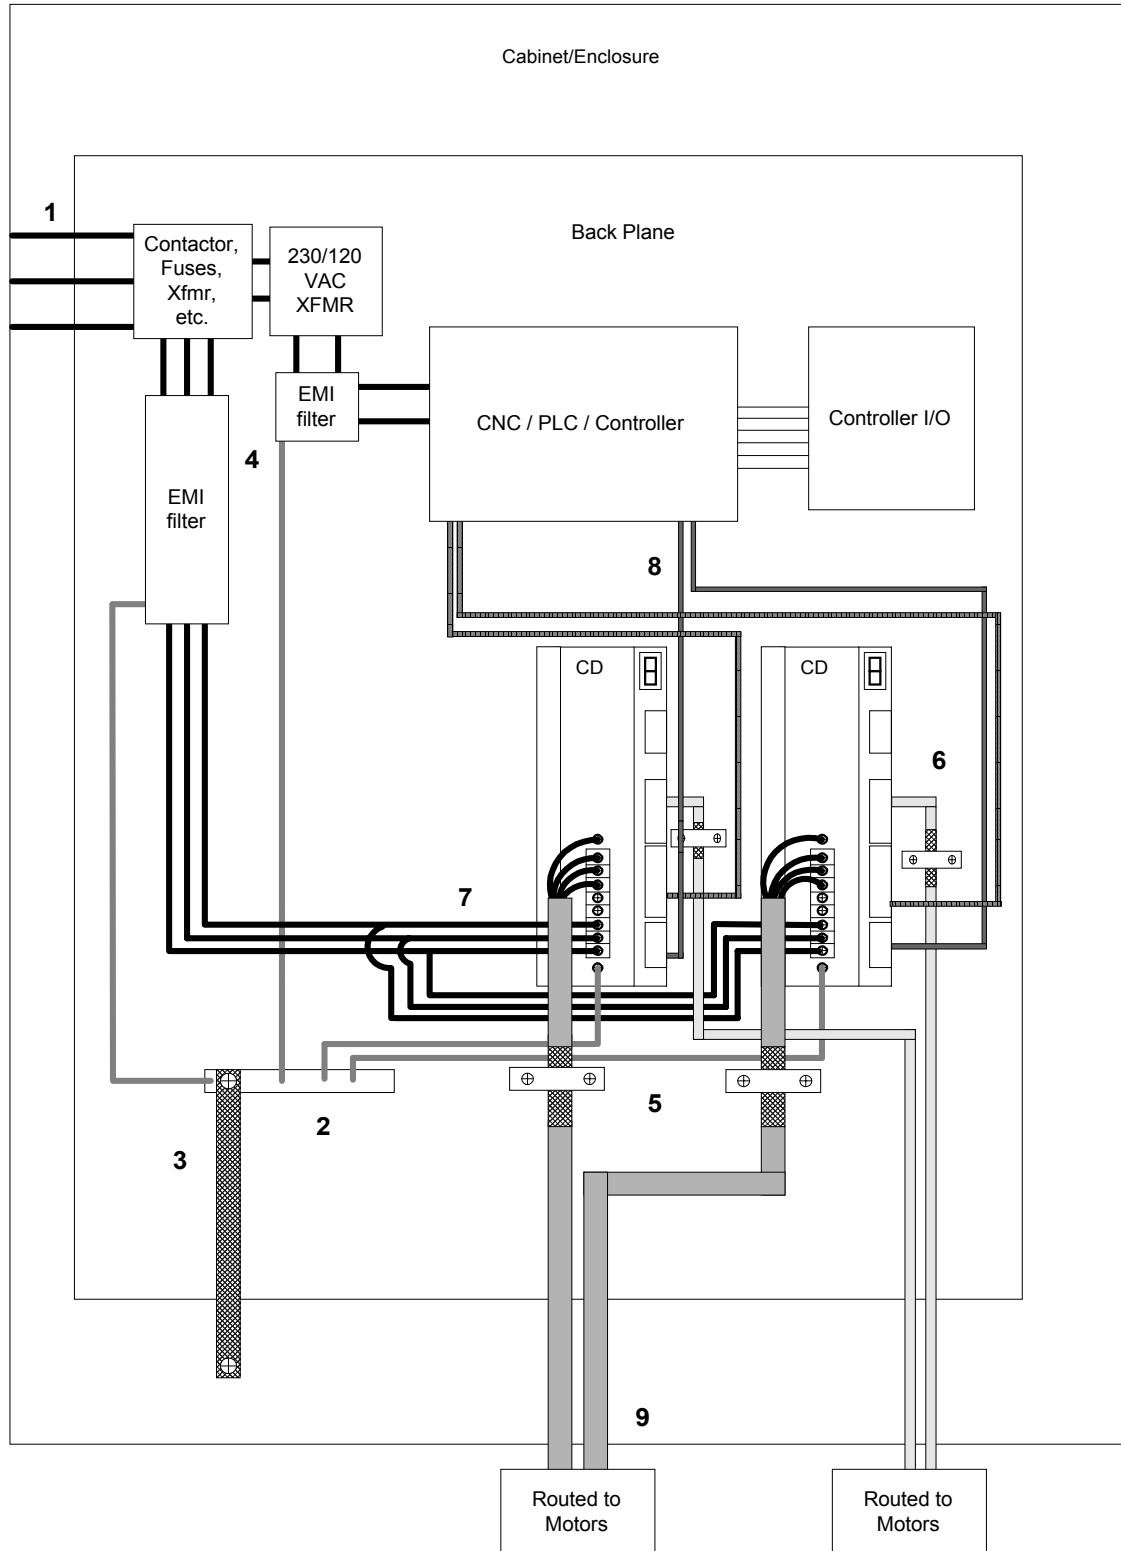 Cabinet/Enclosure
1
Back Plane
Contactor,
Fuses,
Xfmr,
etc.
230/120
VAC
XFMR
EMI
filter
CNC / PLC / Controller
Controller I/O
4
EMI
filter
8
CD
CD
6
7
5
2
3
9
Routed to
Motors
Routed to
Motors